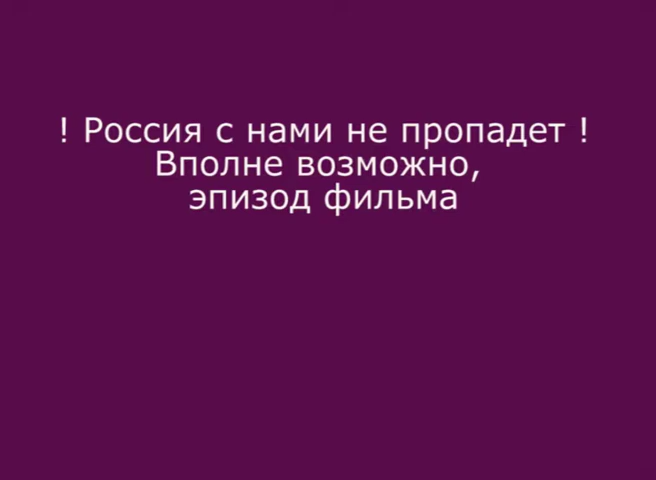 ! Россия с нами не пропадет !
Вполне возможно,
эпизод фильма